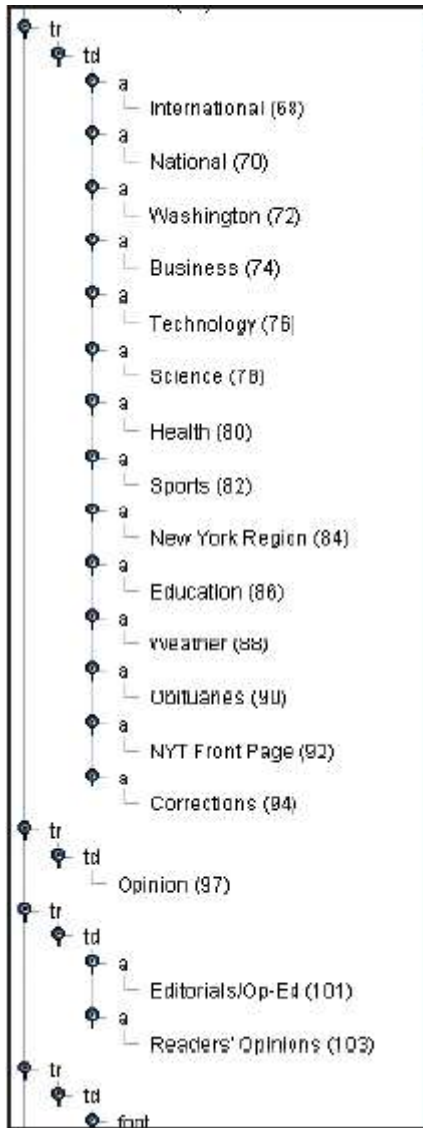 tr
td
a
International (68)
a
National (70)
a
Washington (72)
a
Business (74)
a
Technology (76)
a
Science (78)
a
Health (80)
a
Sports (82)
a
New York Region (84)
a
Education (86)
a
Weather (88)
a
Obituaries (90)
a
NYT Front Page (92)
a
Corrections (94)
tr
td
Opinion (97)
tr
td
a
Editorials/Op-Ed (101)
a
Readers' Opinions (103)
tr
td
font